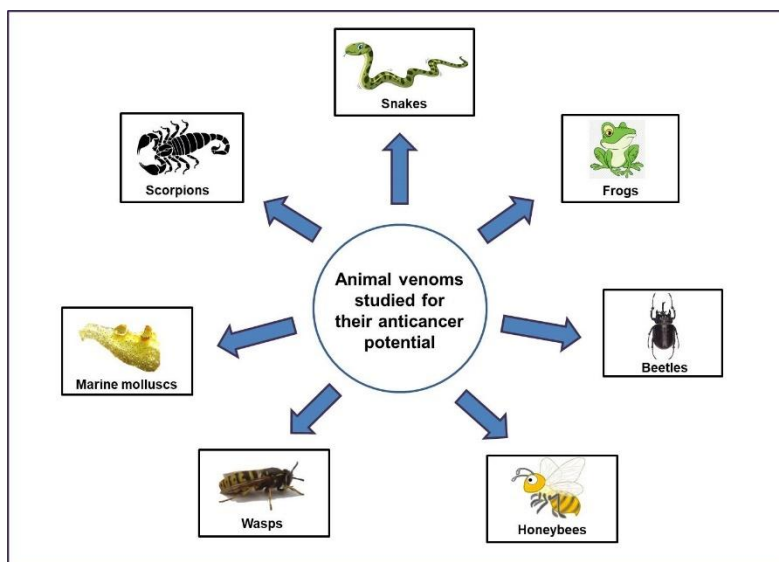 Snakes
Scorpions
Frogs
Animal venoms
studied for
their anticancer
potential
Marine molluscs
Beetles
Wasps
Honeybees